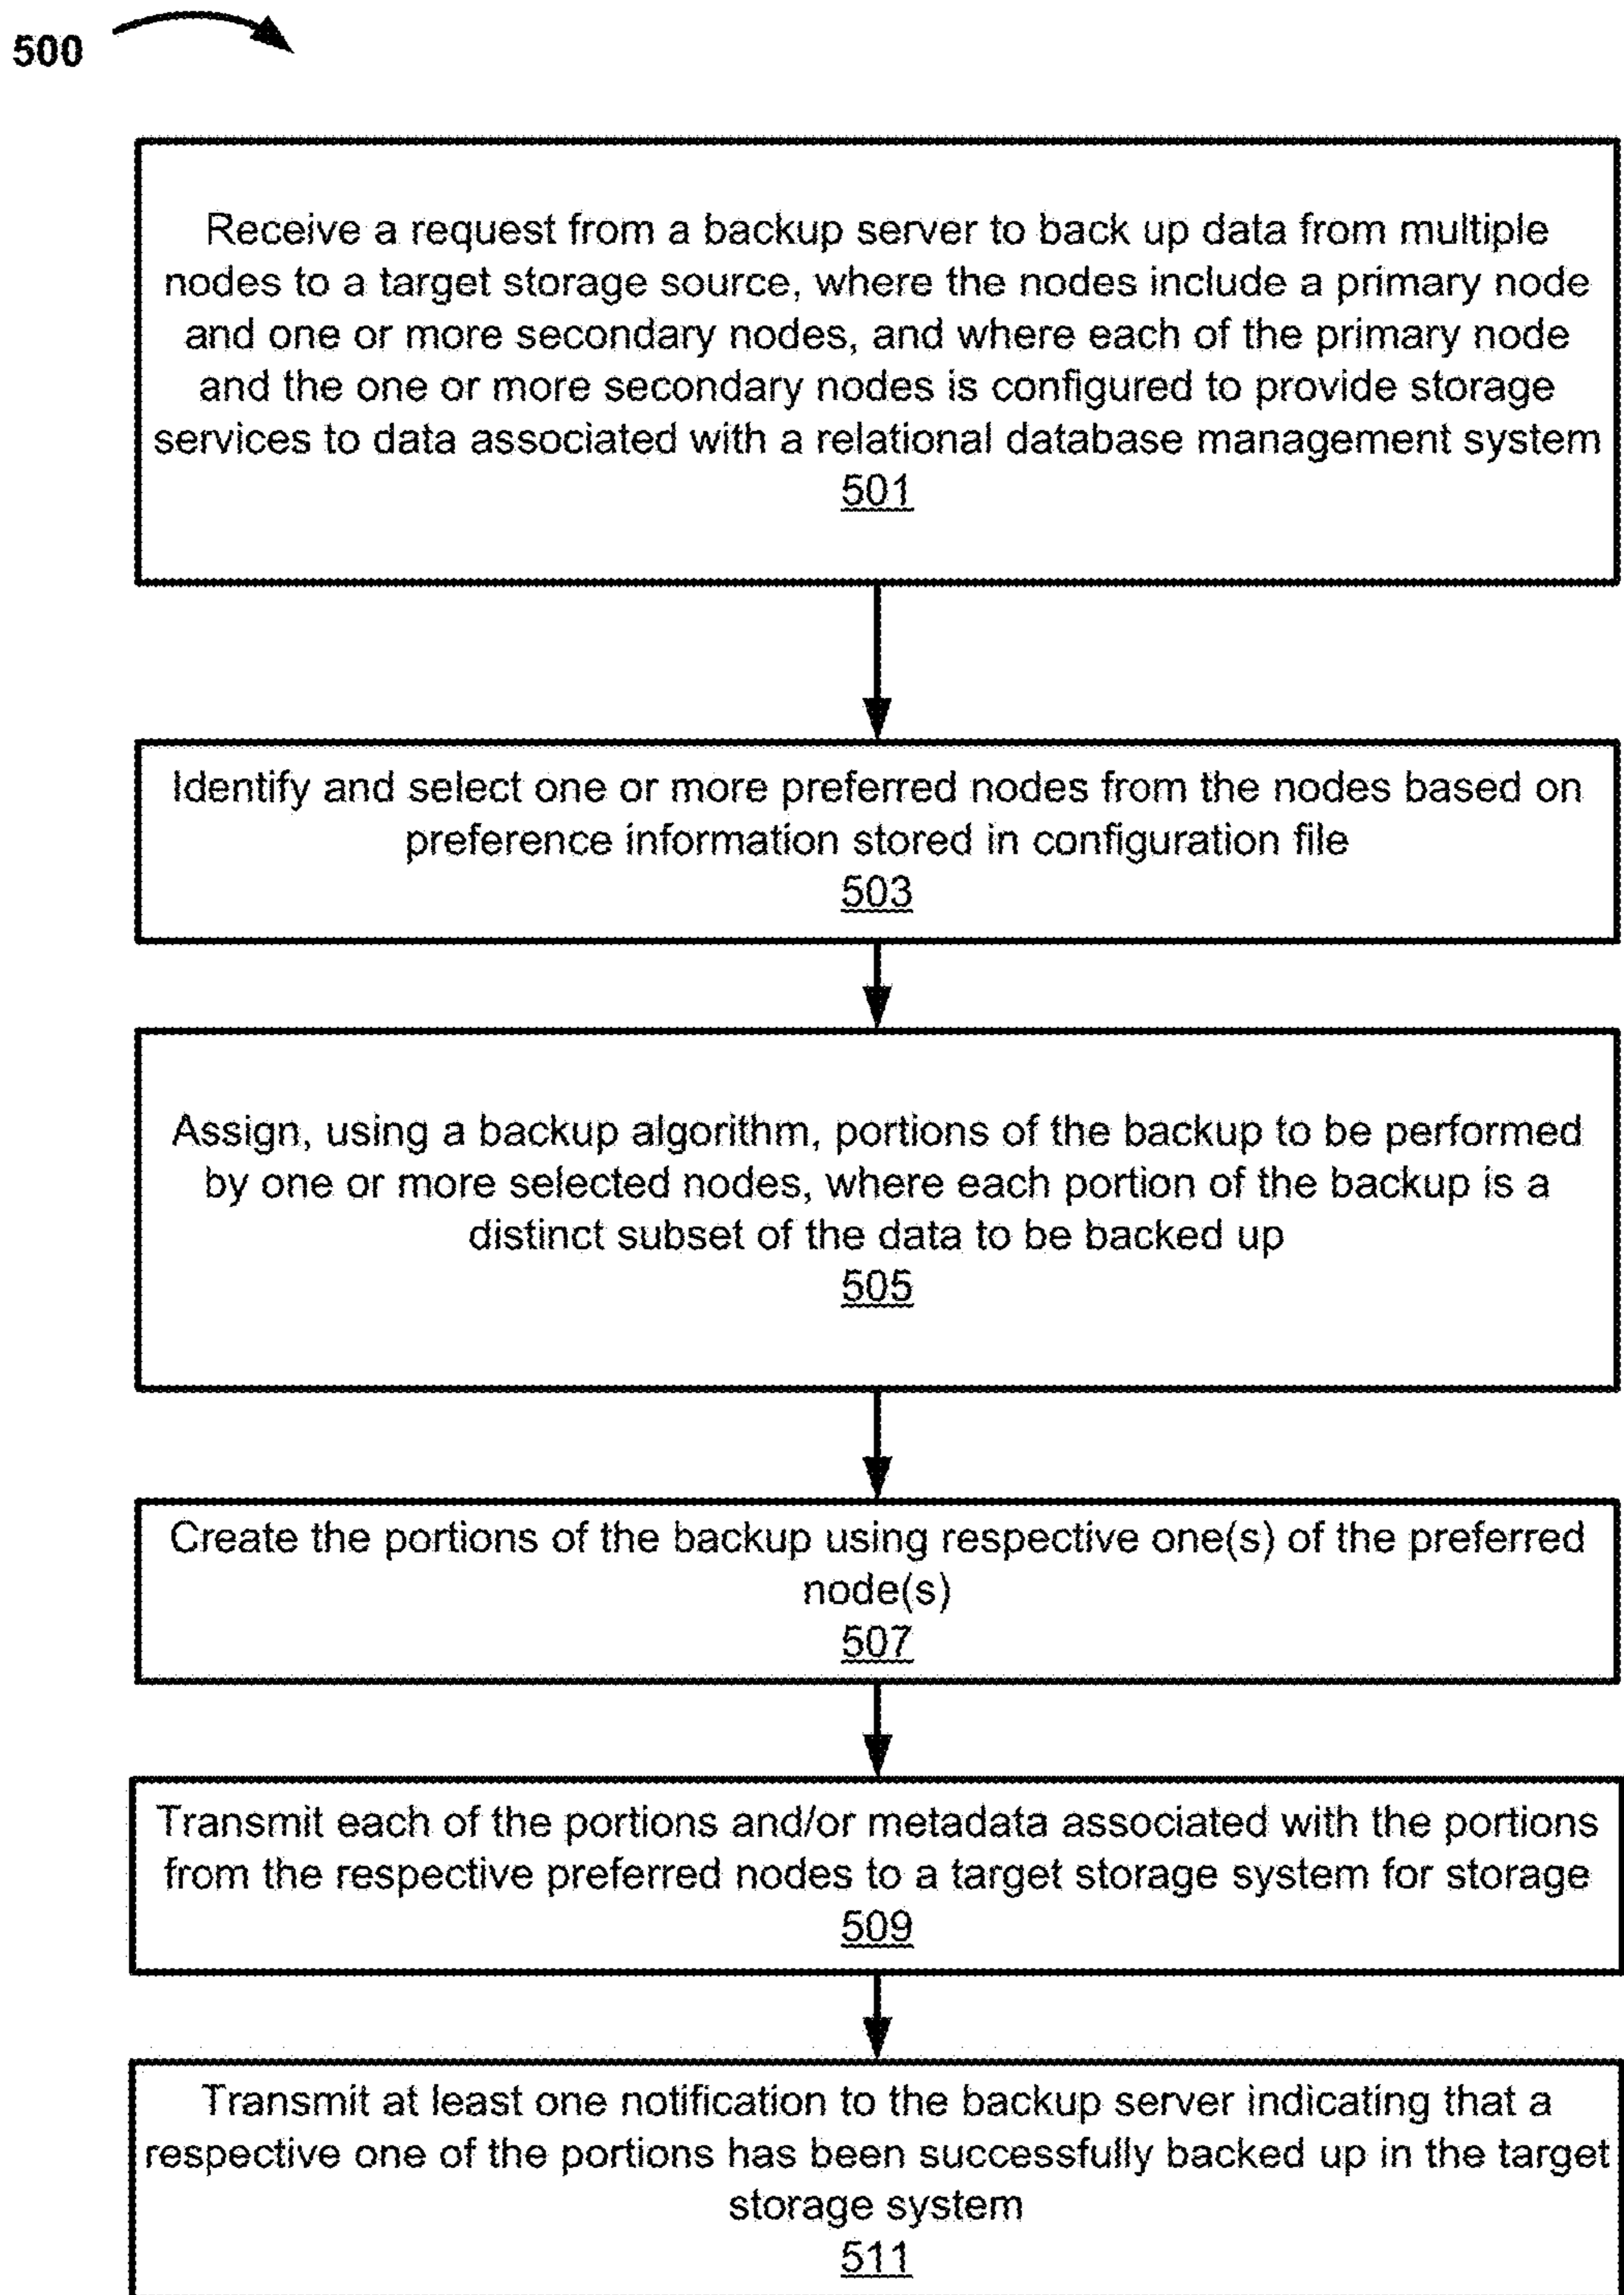 500
Receive a request from a backup server to back up data from multiple
nodes to a target storage source, where the nodes include a primary node
and one or more secondary nodes, and where each of the primary node
and the one or more secondary nodes is configured to provide storage
services to data associated with a relational database management system
501
Identify and select one or more preferred nodes from the nodes based on
preference information stored in configuration file
503
Assign, using a backup algorithm, portions of the backup to be performed
by one or more selected nodes, where each portion of the backup is a
distinct subset of the data to be backed up
505
Create the portions of the backup using respective one(s) of the preferred
node(s)
507
Transmit each of the portions and/or metadata associated with the portions
from the respective preferred nodes to a target storage system for storage
509
Transmit at least one notification to the backup server indicating that a
respective one of the portions has been successfully backed up in the target
storage system
511